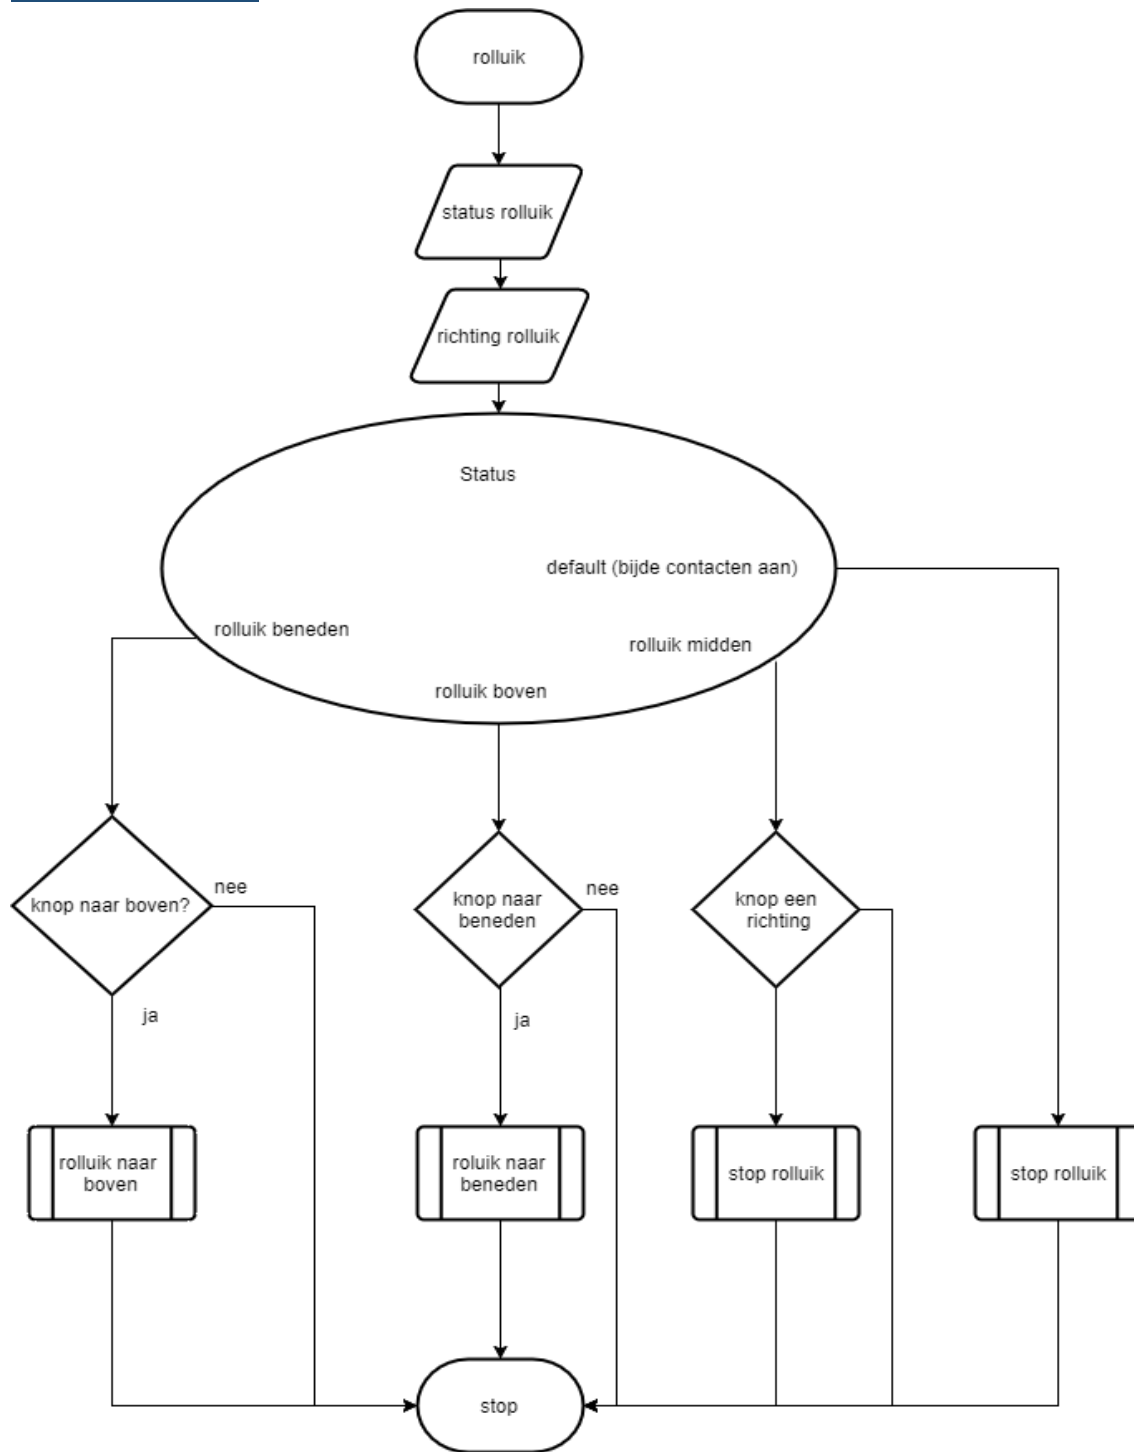 rolluik
status rolluik
richting rolluik
Status
default (bijde contacten aan)
rolluik beneden
rolluik midden
rolluik boven
knop naar boven?
nee
knop naar
beneden
nee
knop een
richting
ja
ja
rolluik naar
boven
roluik naar
beneden
stop rolluik
stop rolluik
stop